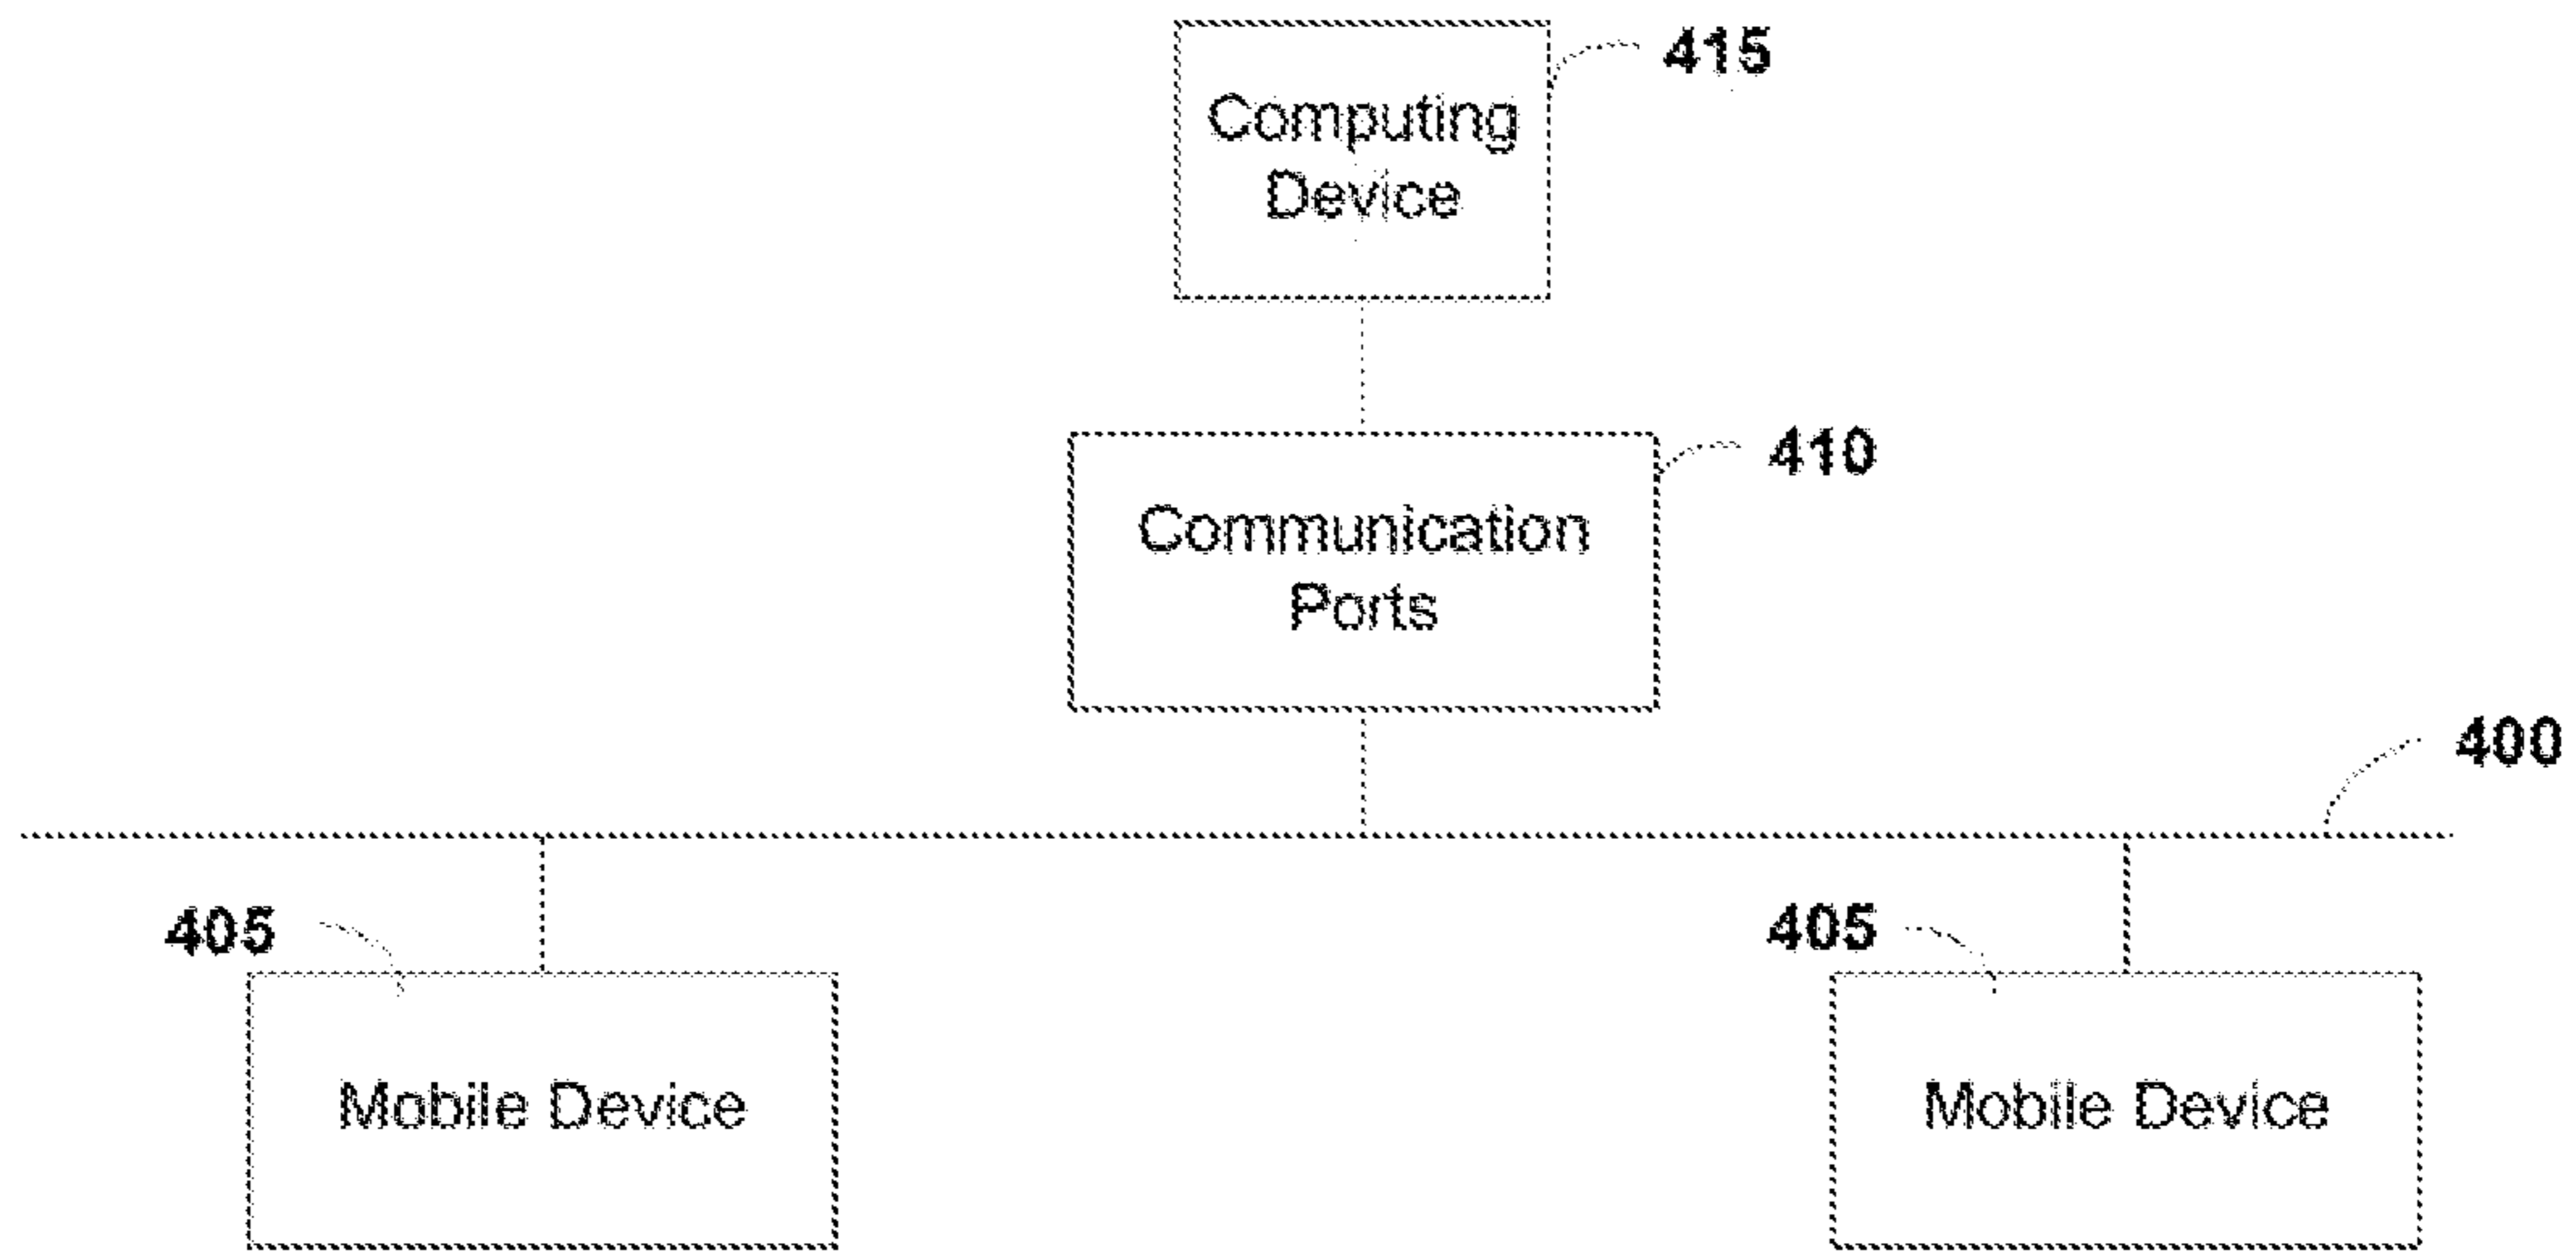 415
Computing
Device
410
Communication
Ports
400
405
405
Mobile Device
Mobile Device